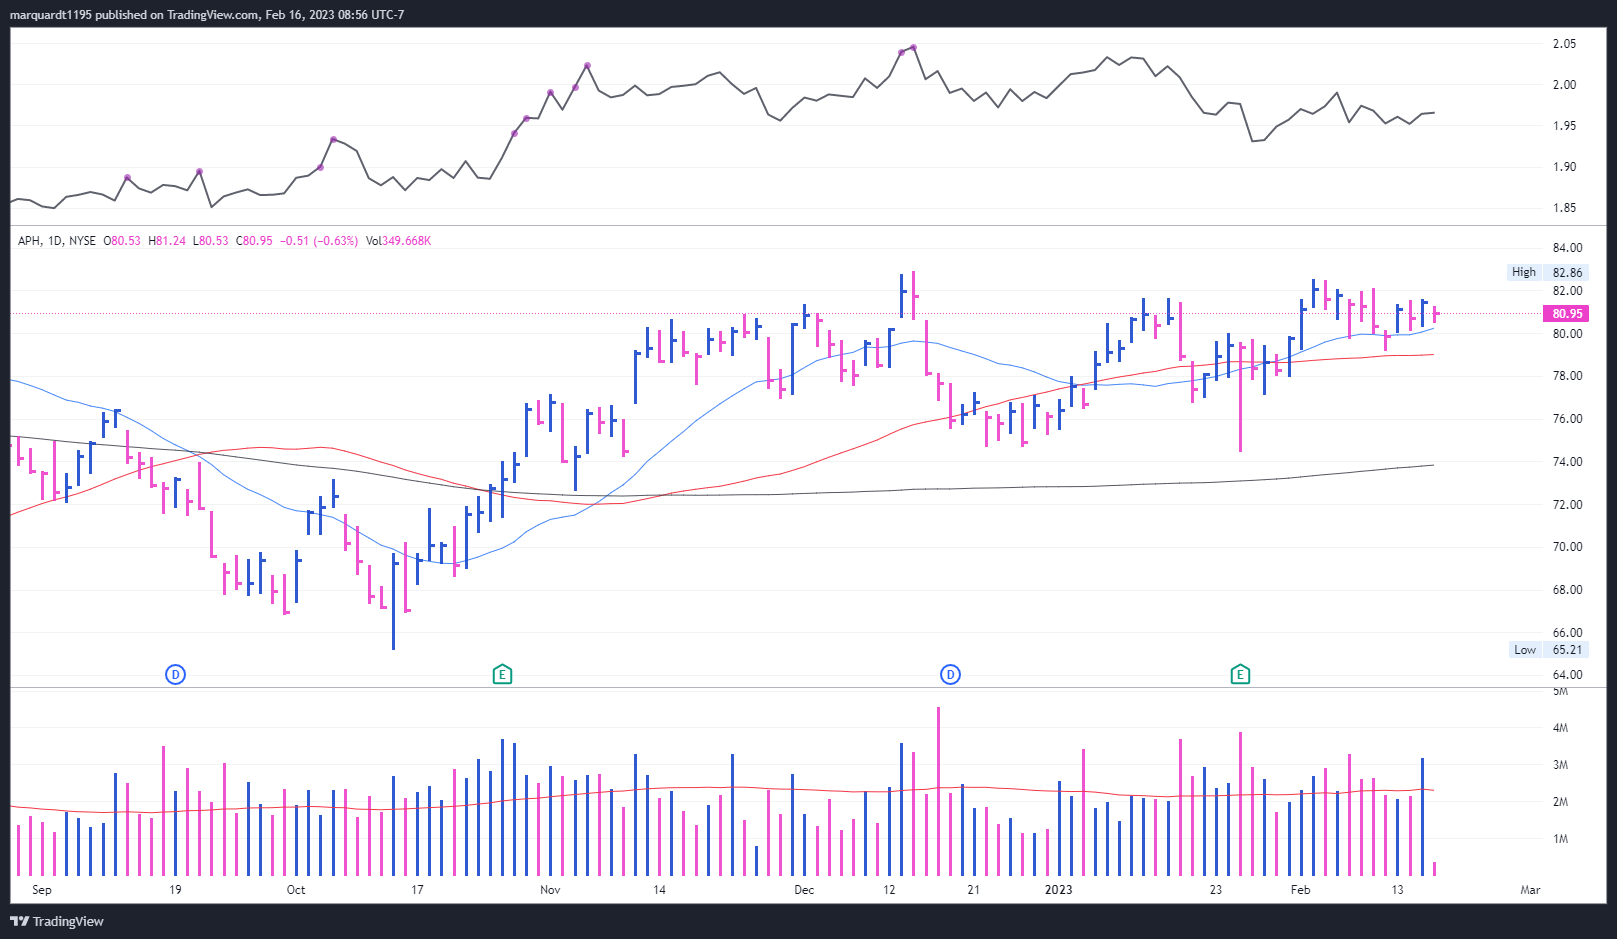 marquardt1195 published on TradingView.com, Feb 16, 2023 08:56 UTC-7
2.05
2.00
1.95
1.90
1.85
APH, 1D, NYSE O80.53 H81.24 L80.53 C80.95 −0.51 (−0.63%) Vol349.668K
84.00
High 82.86
82.00
80.95
80.00
78.00
76.00
74.00
72.00
70.00
68.00
66.00
Low 65.21
64.00
D E D E
5M
4M
3M
2M
1M
Sep 19 Oct 17 Nov 14 Dec 12 21 2023 23 Feb 13 Mar
TradingView